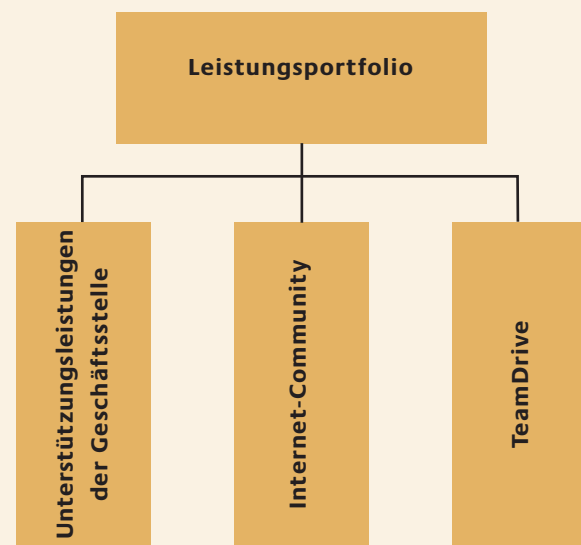 Leistungsportfolio
Unterstützungsleistungen
der Geschäftsstelle
Internet-Community
TeamDrive